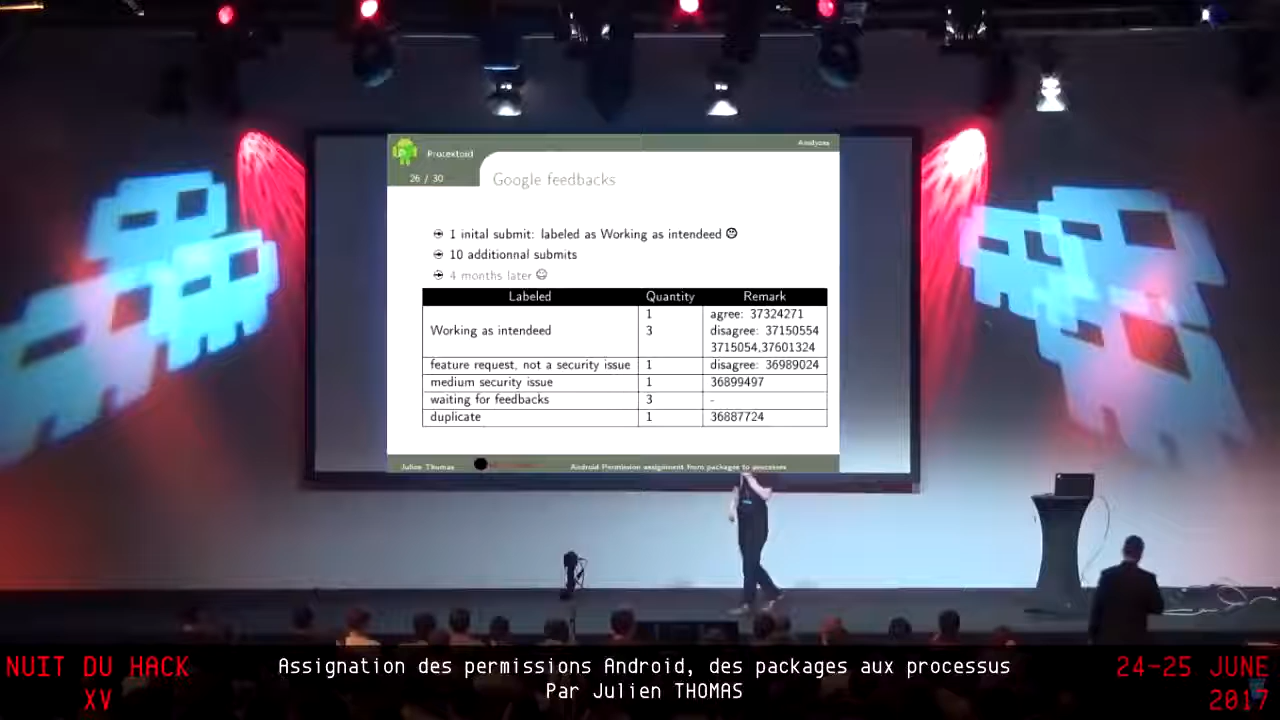 Protextoid
Analyzes
26 / 30
Google feedbacks
1 inital submit: labeled as Working as intendeed
10 additionnal submits
4 months later
Labeled Quantity Remark
1 agree: 37324271
Working as intendeed 3 disagree: 37150554
3715054,37601324
feature request, not a security issue 1 disagree: 36989024
medium security issue 1 36899497
waiting for feedbacks 3 -
duplicate 1 36887724
Julien Thomas
Android Permission assignment from packages to processes
NUIT DU HACK
XV
Assignation des permissions Android, des packages aux processus
Par Julien THOMAS
24-25 JUNE
2017